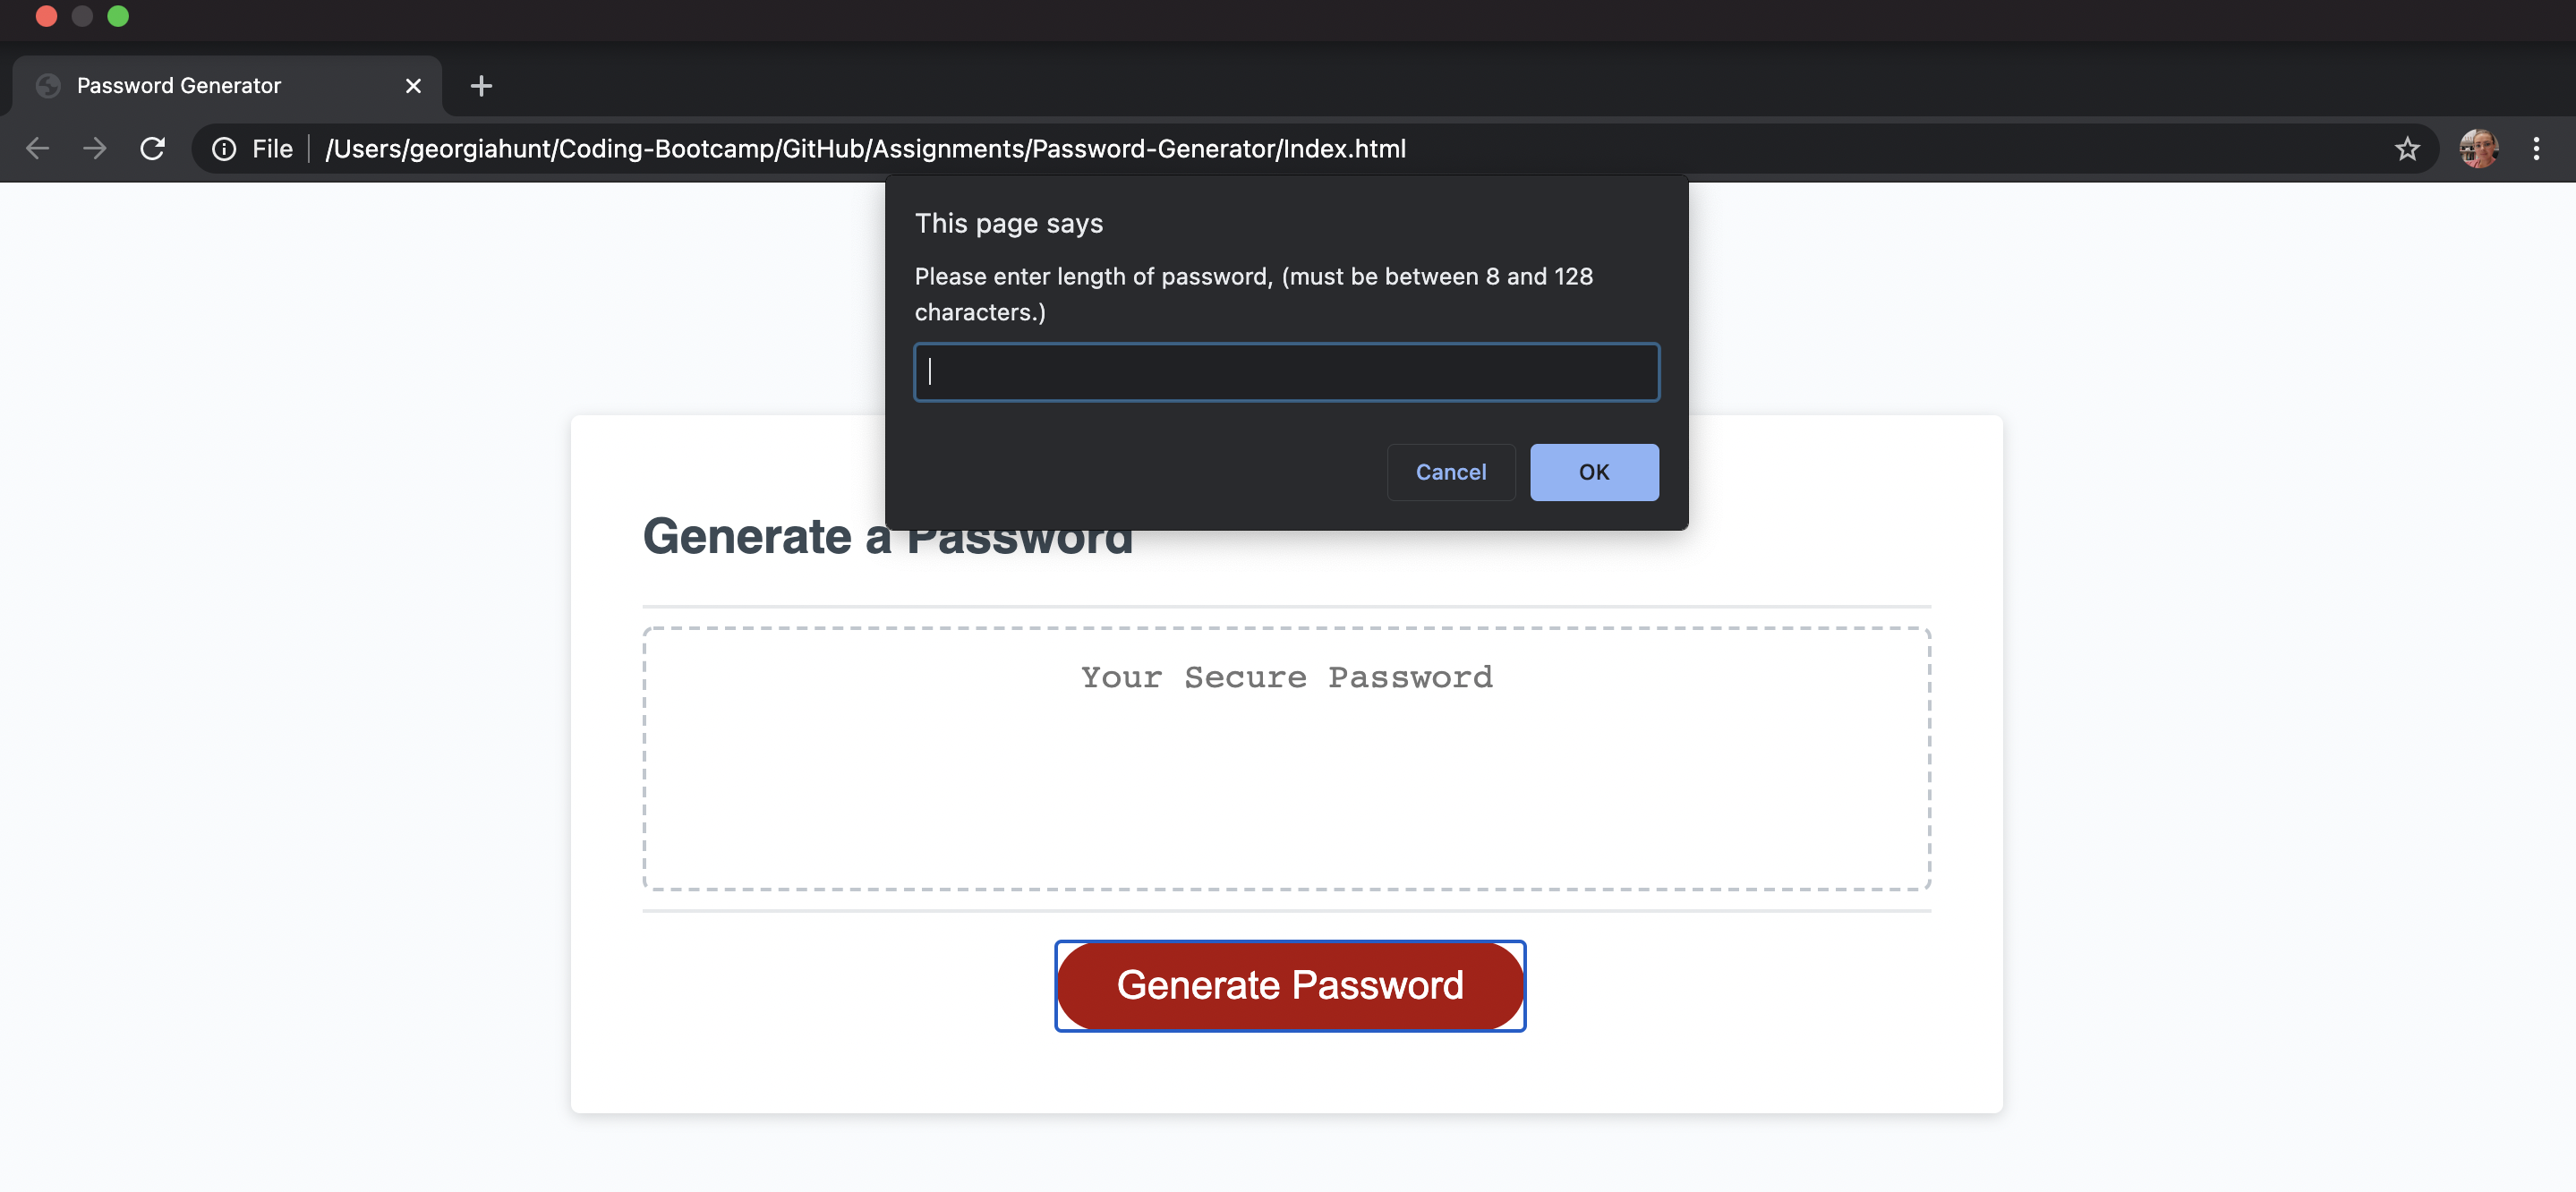 Password Generator
File /Users/georgiahunt/Coding-Bootcamp/GitHub/Assignments/Password-Generator/Index.html
This page says
Please enter length of password, (must be between 8 and 128
characters.)
Cancel OK
Generate a Password
Your Secure Password
Generate Password